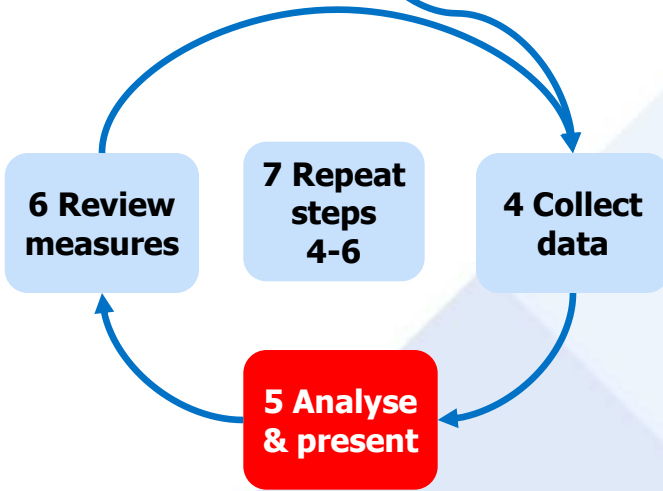 7 Repeat
steps
4-6
6 Review
measures
4 Collect
data
5 Analyse
& present